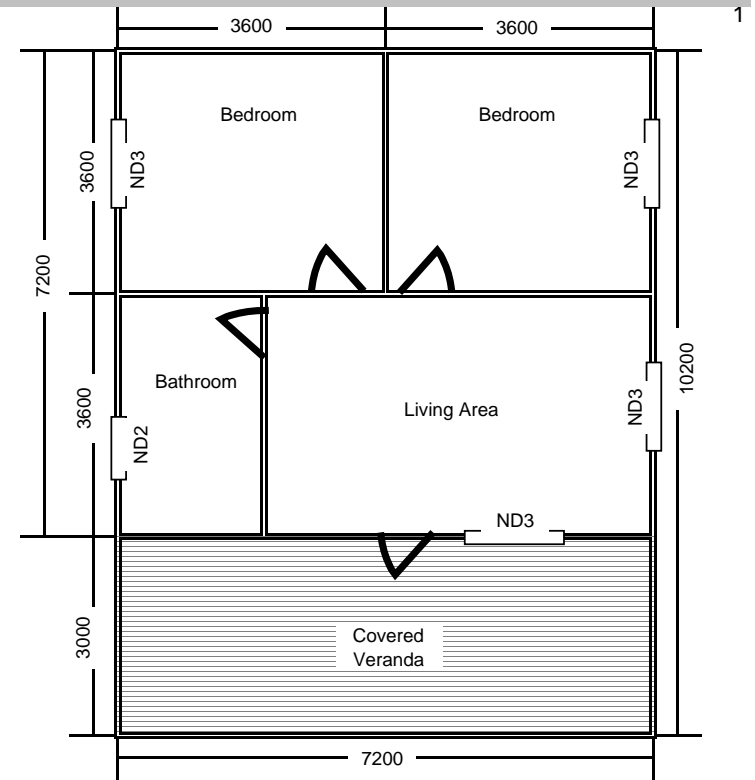 1
3600
3600
Bedroom
Bedroom
3600
ND3
ND3
7200
Bathroom
Living Area
3600
ND2
ND3
10200
ND3
3000
Covered
Veranda
7200